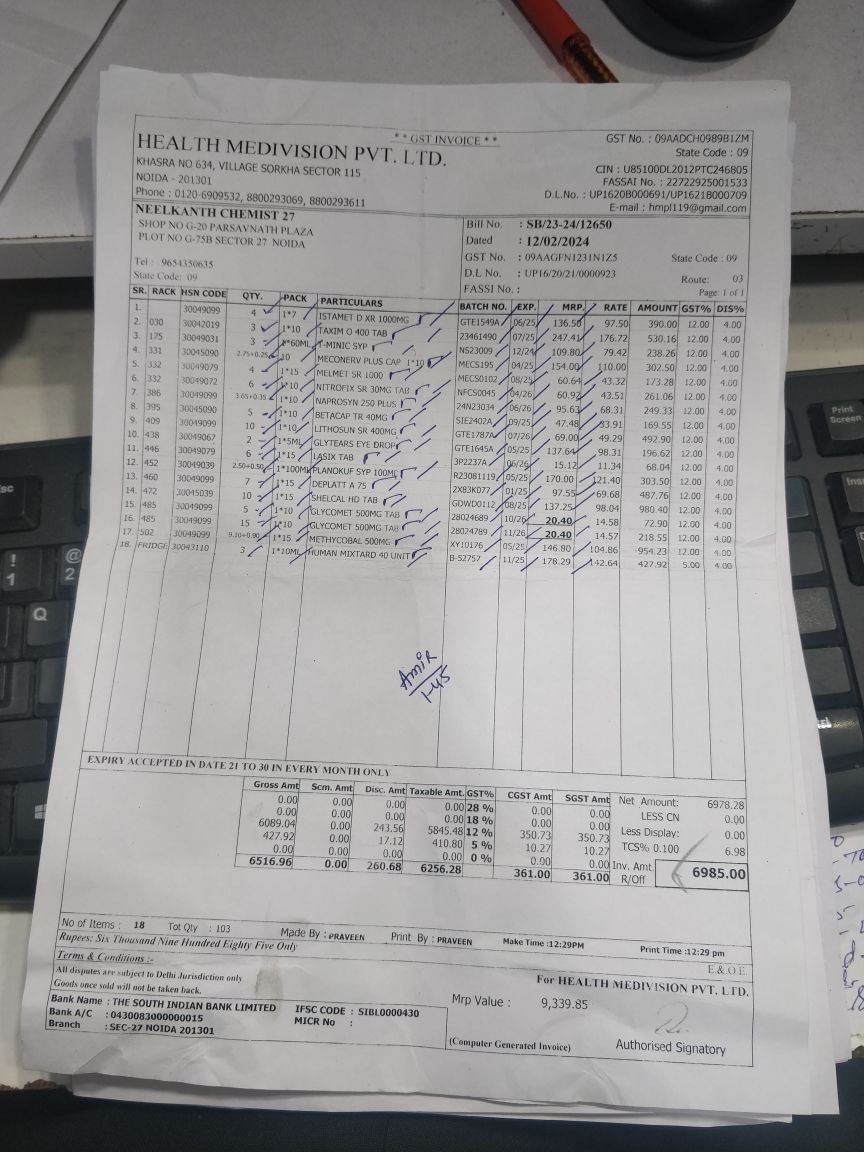 ** GST INVOICE **
HEALTH MEDIVISION PVT. LTD.
KHASRA NO 634, VILLAGE SORKHA SECTOR 115
NOIDA - 201301
Phone : 0120-6909532, 8800293069, 8800293611
GST No. : 09AADCH0989B1ZM
State Code : 09
CIN : U85100DL2012PTC246805
FASSAI No. : 22722925001533
D.L.No. : UP1620B000691/UP1621B000709
E-mail : hmpl119@gmail.com
NEELKANTH CHEMIST 27
SHOP NO G-20 PARSAVNATH PLAZA
PLOT NO G-75B SECTOR 27 NOIDA
Tel : 9654350635
State Code: 09
Bill No. : SB/23-24/12650
Dated : 12/02/2024
GST No. : 09AAGFN1231N1Z5 State Code : 09
D.L No. : UP16/20/21/0000923 Route: 03
FASSI No. : Page: 1 of 1
SR. RACK HSN CODE QTY. PACK PARTICULARS BATCH NO. EXP. MRP. RATE AMOUNT GST% DIS%
1. 30049099 4 1*7 ISTAMET D XR 1000MG GTE1549A 06/25 136.50 97.50 390.00 12.00 4.00
2. 030 30042019 3 1*10 TAXIM O 400 TAB 23461490 07/25 247.41 176.72 530.16 12.00 4.00
3. 175 30049031 3 1*60ML T-MINIC SYP NS23009 12/24 109.80 79.42 238.26 12.00 4.00
4. 331 30045090 2.75+0.25 10 MECONERV PLUS CAP 1*10 MECS195 04/25 154.00 110.00 302.50 12.00 4.00
5. 332 30049079 4 1*15 MELMET SR 1000 MECS0102 08/25 60.64 43.32 173.28 12.00 4.00
6. 332 30049072 6 1*10 NITROFIX SR 30MG TAB NFCS0045 04/26 60.92 43.51 261.06 12.00 4.00
7. 386 30049099 3.65+0.35 1*10 NAPROSYN 250 PLUS 24N23034 06/26 95.63 68.31 249.33 12.00 4.00
8. 395 30045090 5 1*10 BETACAP TR 40MG SIE2402A 09/25 47.48 33.91 169.55 12.00 4.00
9. 409 30049099 10 1*10 LITHOSUN SR 400MG GTE1787A 07/26 69.00 49.29 492.90 12.00 4.00
10. 438 30049067 2 1*5ML GLYTEARS EYE DROP GTE1645A 05/25 137.64 98.31 196.62 12.00 4.00
11. 446 30049079 6 1*15 LASIX TAB 3P2237A 06/26 15.12 11.34 68.04 12.00 4.00
12. 452 30049039 2.50+0.50 1*100ML PLANOKUF SYP 100ML R23081119 05/25 170.00 121.40 303.50 12.00 4.00
13. 460 30049099 7 1*15 DEPLATT A 75 2X83K077 01/25 97.55 69.68 487.76 12.00 4.00
14. 472 30045039 10 1*15 SHELCAL HD TAB GDWD0112 08/25 137.25 98.04 980.40 12.00 4.00
15. 485 30049099 5 1*10 GLYCOMET 500MG TAB 28024689 10/26 20.40 14.58 72.90 12.00 4.00
16. 485 30049099 15 1*10 GLYCOMET 500MG TAB 28024789 11/26 20.40 14.57 218.55 12.00 4.00
17. 502 30049099 9.10+0.90 1*15 METHYCOBAL 500MG XY10176 05/25 146.80 104.86 954.23 12.00 4.00
18. FRIDGE 30043110 3 1*10ML HUMAN MIXTARD 40 UNIT B-52757 11/25 178.29 142.64 427.92 5.00 4.00
Amir
1-45
EXPIRY ACCEPTED IN DATE 21 TO 30 IN EVERY MONTH ONLY
Gross Amt Scm. Amt Disc. Amt Taxable Amt. GST% CGST Amt SGST Amt
0.00 0.00 0.00 0.00 28 % 0.00 0.00
0.00 0.00 0.00 0.00 18 % 0.00 0.00
6089.04 0.00 243.56 5845.48 12 % 350.73 350.73
427.92 0.00 17.12 410.80 5 % 10.27 10.27
0.00 0.00 0.00 0.00 0 % 0.00 0.00
6516.96 0.00 260.68 6256.28 361.00 361.00
Net Amount: 6978.28
LESS CN 0.00
Less Display: 0.00
TCS% 0.100 6.98
Inv. Amt. R/Off 6985.00
No of Items : 18 Tot Qty : 103 Made By : PRAVEEN Print By : PRAVEEN Make Time :12:29PM Print Time :12:29 pm
Rupees: Six Thousand Nine Hundred Eighty Five Only
E.& O.E.
Terms & Conditions :-
All disputes are subject to Delhi Jurisdiction only
Goods once sold will not be taken back.
For HEALTH MEDIVISION PVT. LTD.
Mrp Value : 9,339.85
Bank Name : THE SOUTH INDIAN BANK LIMITED IFSC CODE : SIBL0000430
Bank A/C : 0430083000000015 MICR No :
Branch : SEC-27 NOIDA 201301
(Computer Generated Invoice)
Authorised Signatory